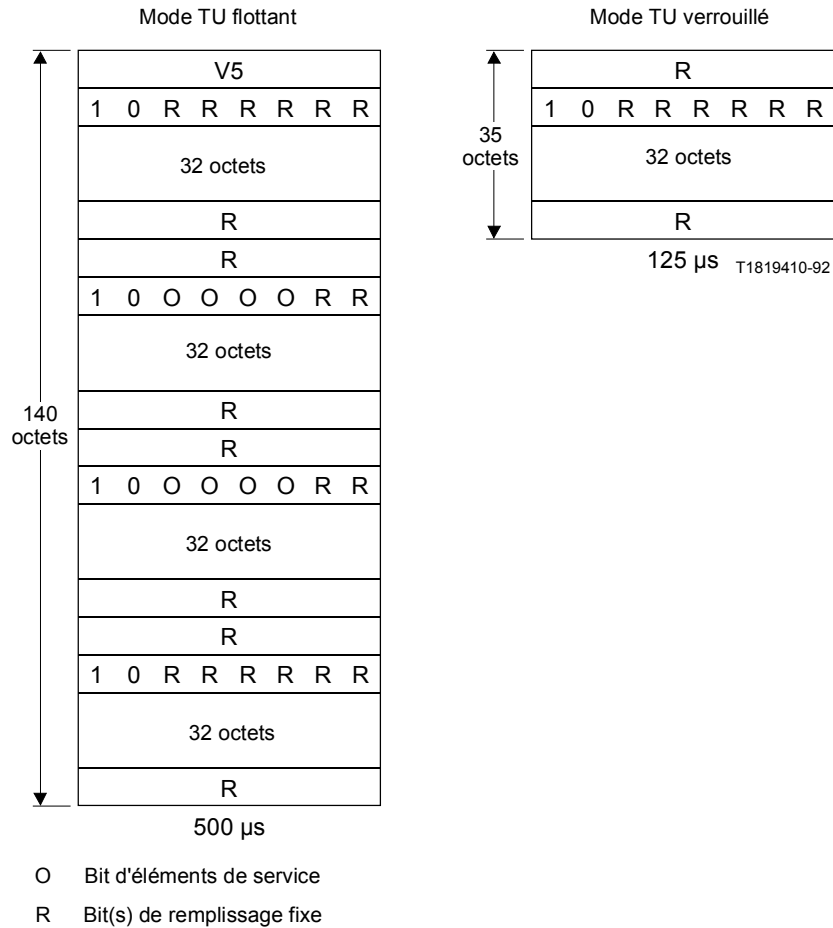 Mode TU flottant
V5
1 0 R R R R R R
32 octets
R
R
1 0 O O O O R R
32 octets
R
R
1 0 O O O O R R
32 octets
R
R
1 0 R R R R R R
32 octets
R
140
octets
500 µs
Mode TU verrouillé
R
1 0 R R R R R R
32 octets
R
35
octets
125 µs
T1819410-92
O Bit d'éléments de service
R Bit(s) de remplissage fixe